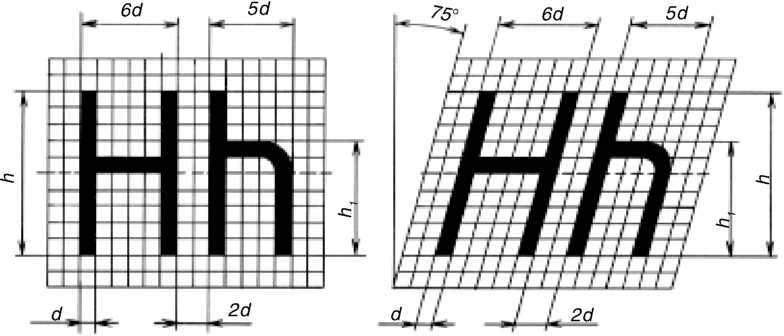 6d 5d 75° 6d 5d
h Hh h₁ Hh h₁ h
d 2d d 2d